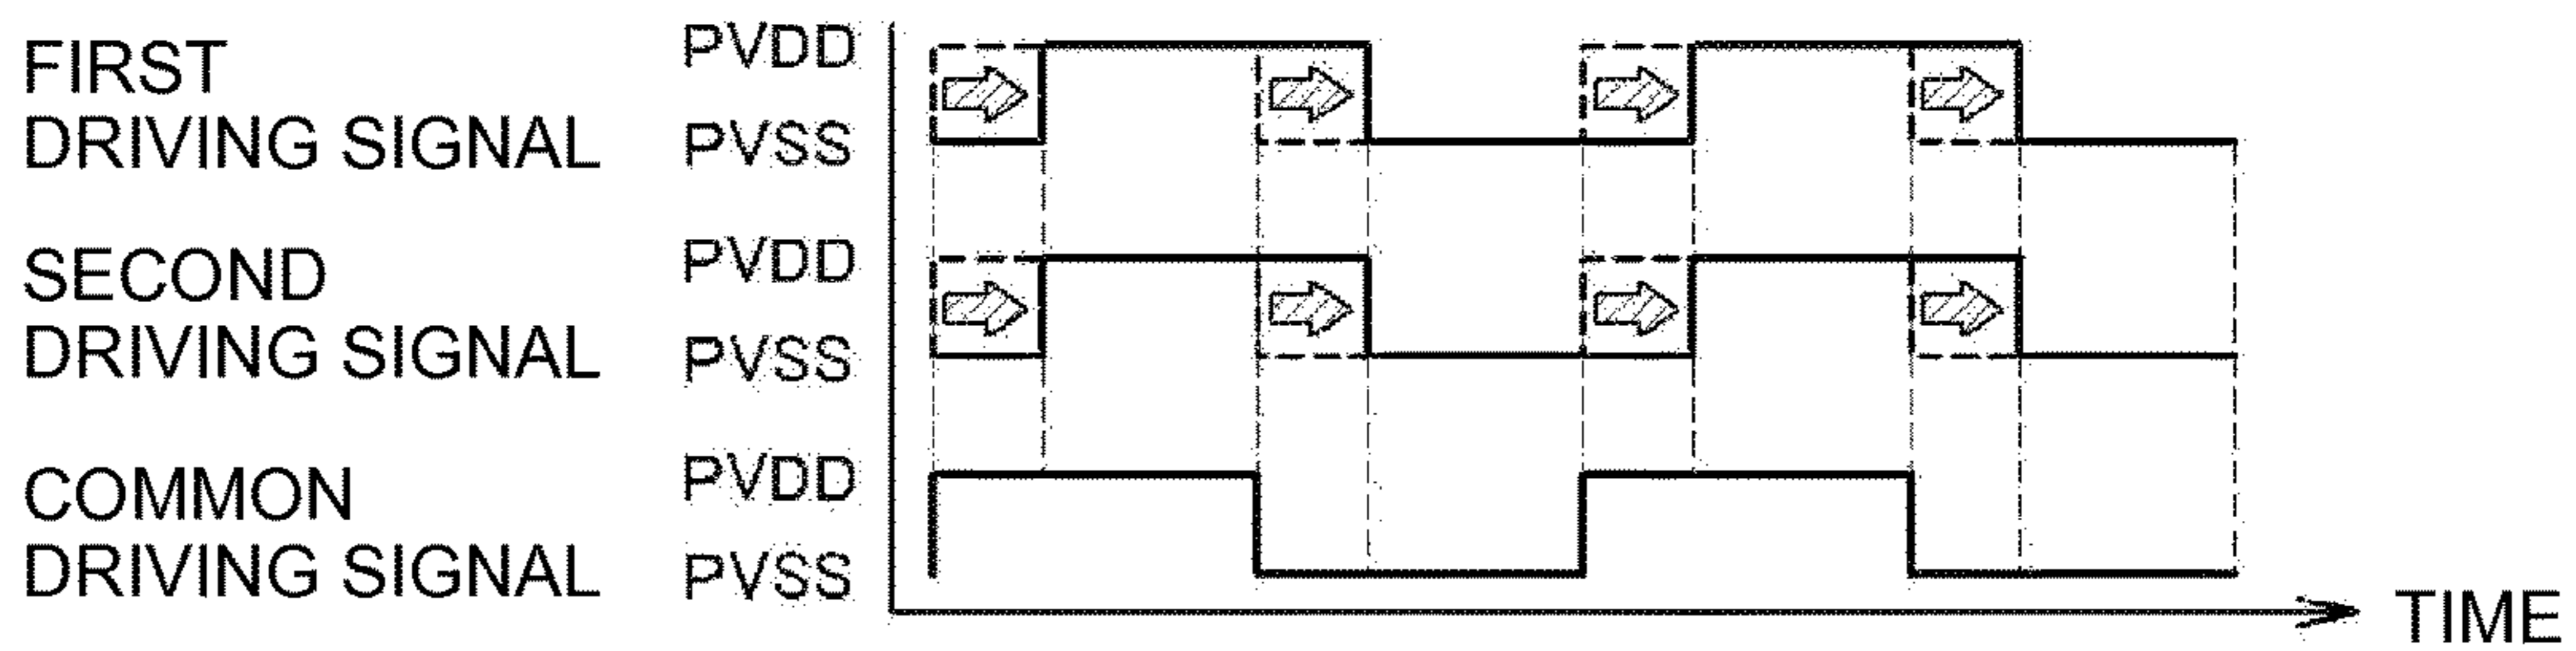 FIRST
DRIVING SIGNAL
PVDD
PVSS
SECOND
DRIVING SIGNAL
PVDD
PVSS
COMMON
DRIVING SIGNAL
PVDD
PVSS
TIME